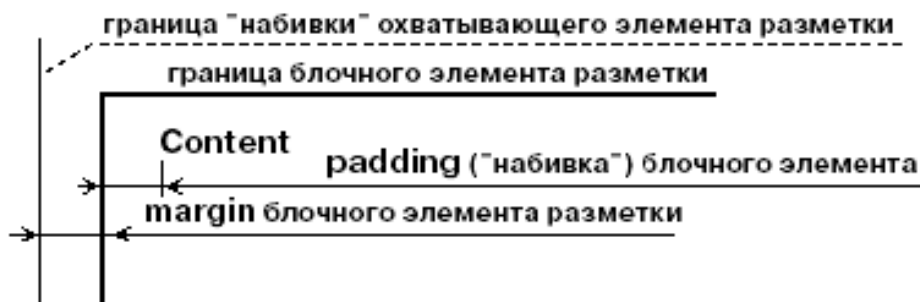 граница "набивки" охватывающего элемента разметки
граница блочного элемента разметки
Content
padding ("набивка") блочного элемента
margin блочного элемента разметки